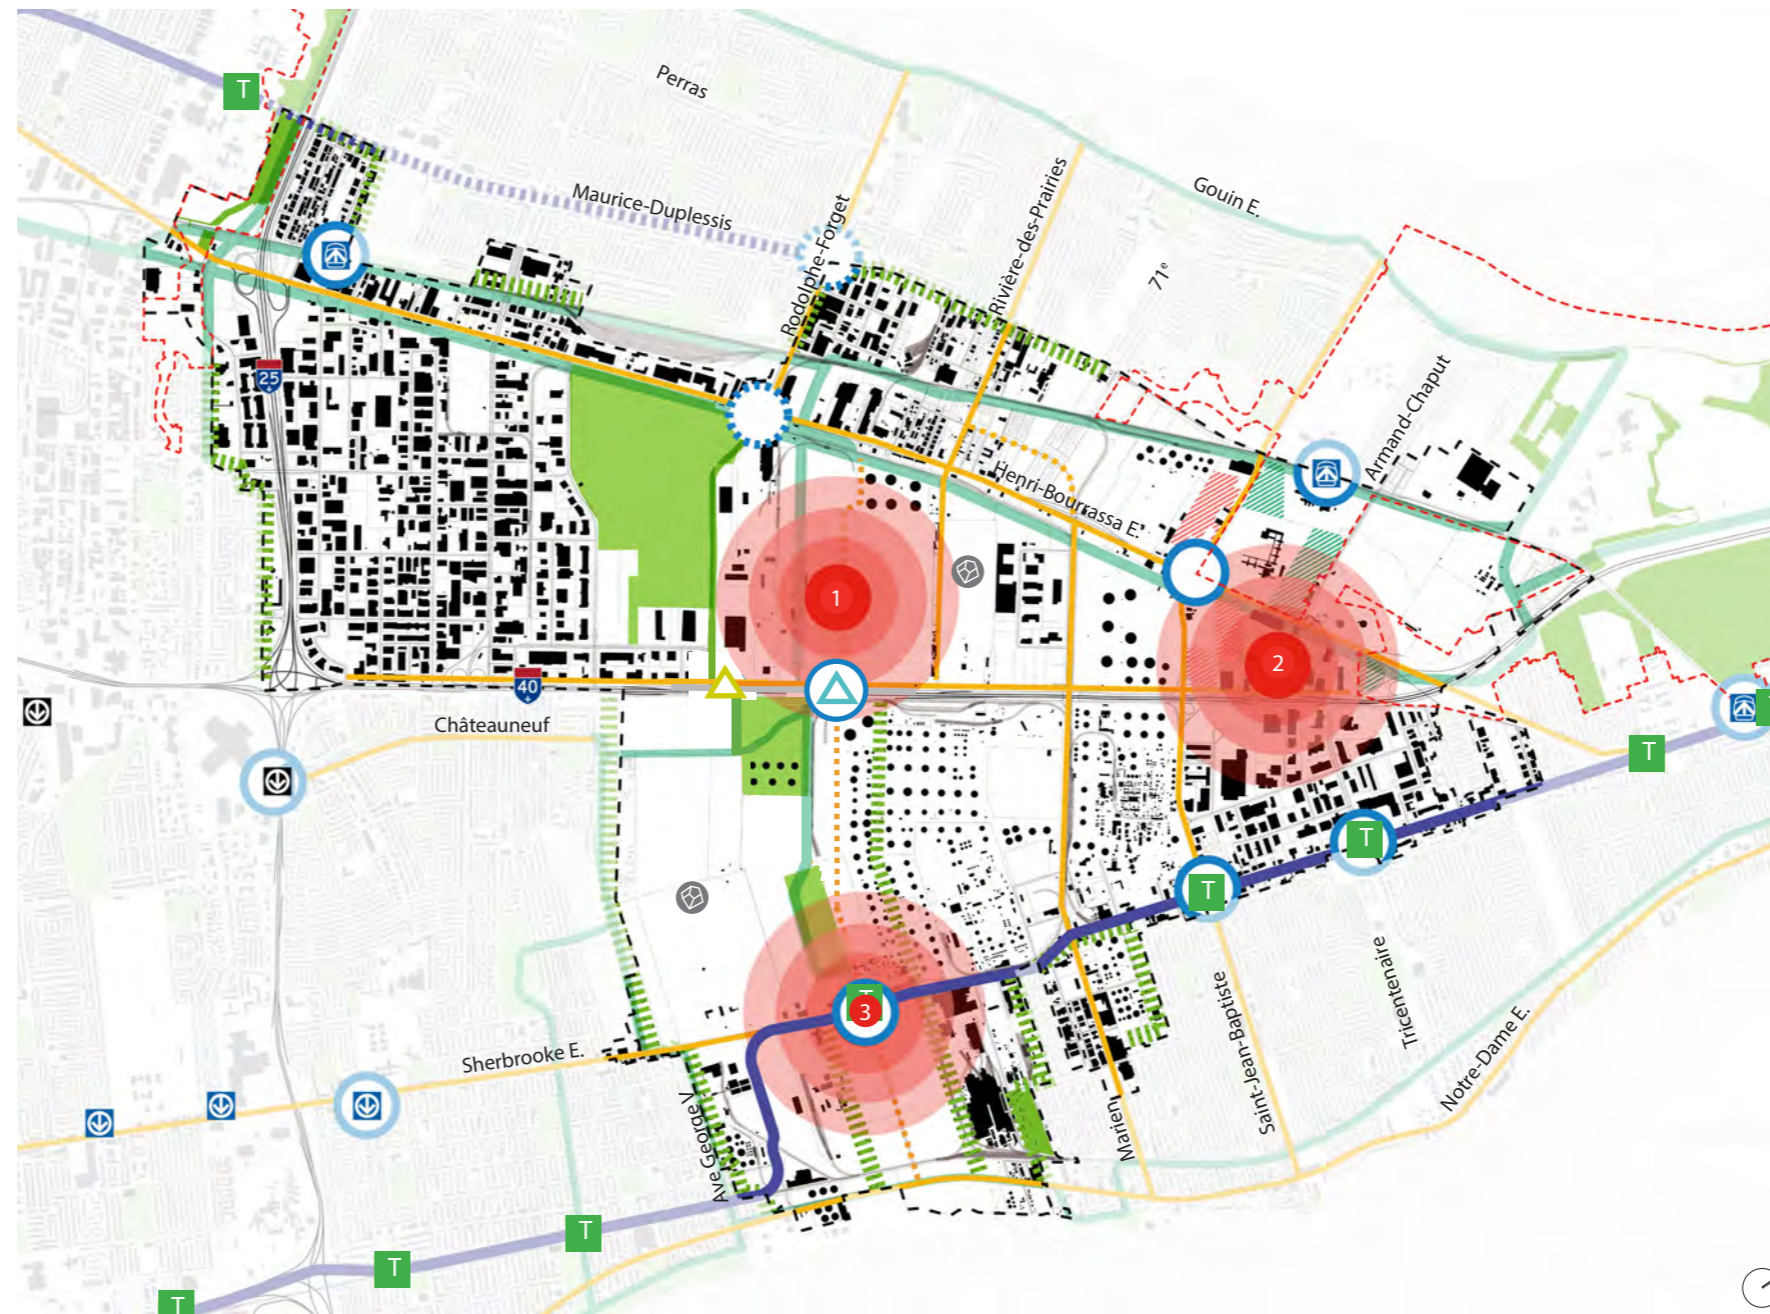 Perras
T
Maurice-Duplessis
Rodolphe-Forget
Rivière-des-Prairies
Gouin E.
71e
25
Armand-Chaput
Henri-Bourrassa E.
1
2
40
Châteauneuf
T
T
T
T
3
Sherbrooke E.
Ave George V
Marien
Saint-Jean-Baptiste
Tricentenaire
Notre-Dame E.
T
T
T